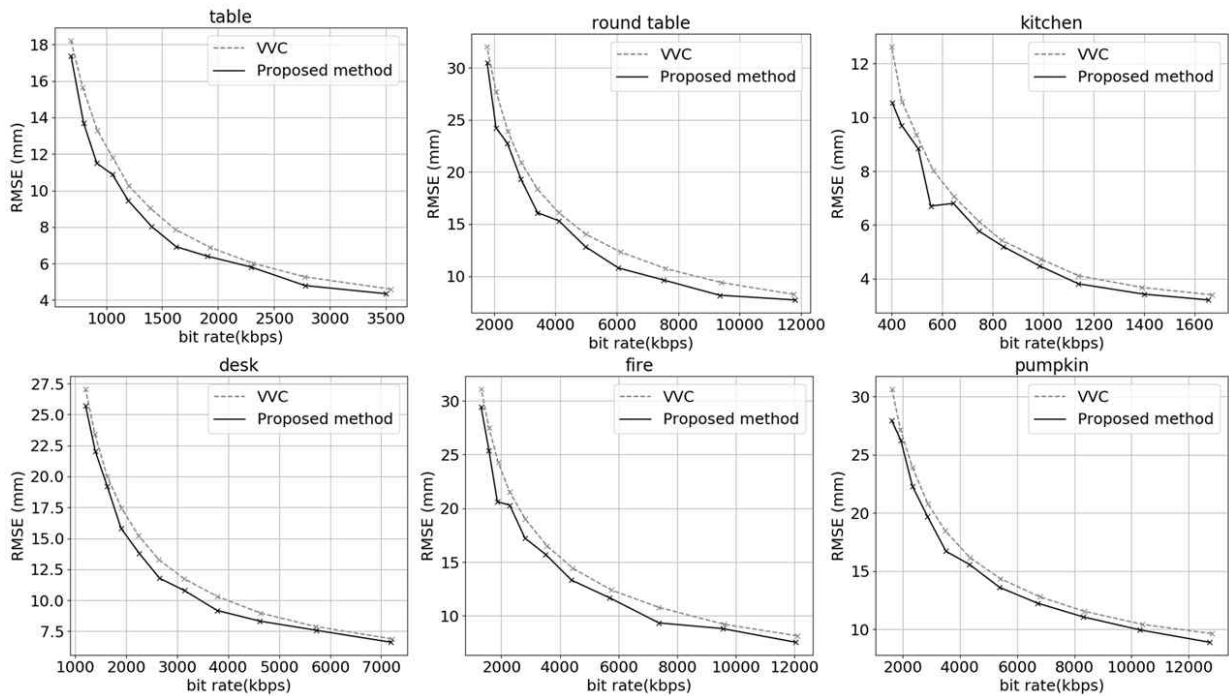 table
18
16
14
12
10
8
6
4
RMSE (mm)
VVC
Proposed method
1000 1500 2000 2500 3000 3500
bit rate(kbps)
round table
30
25
20
15
10
RMSE (mm)
VVC
Proposed method
2000 4000 6000 8000 10000 12000
bit rate(kbps)
kitchen
12
10
8
6
4
RMSE (mm)
VVC
Proposed method
400 600 800 1000 1200 1400 1600
bit rate(kbps)
desk
27.5
25.0
22.5
20.0
17.5
15.0
12.5
10.0
7.5
RMSE (mm)
VVC
Proposed method
1000 2000 3000 4000 5000 6000 7000
bit rate(kbps)
fire
30
25
20
15
10
RMSE (mm)
VVC
Proposed method
2000 4000 6000 8000 10000 12000
bit rate(kbps)
pumpkin
30
25
20
15
10
RMSE (mm)
VVC
Proposed method
2000 4000 6000 8000 10000 12000
bit rate(kbps)